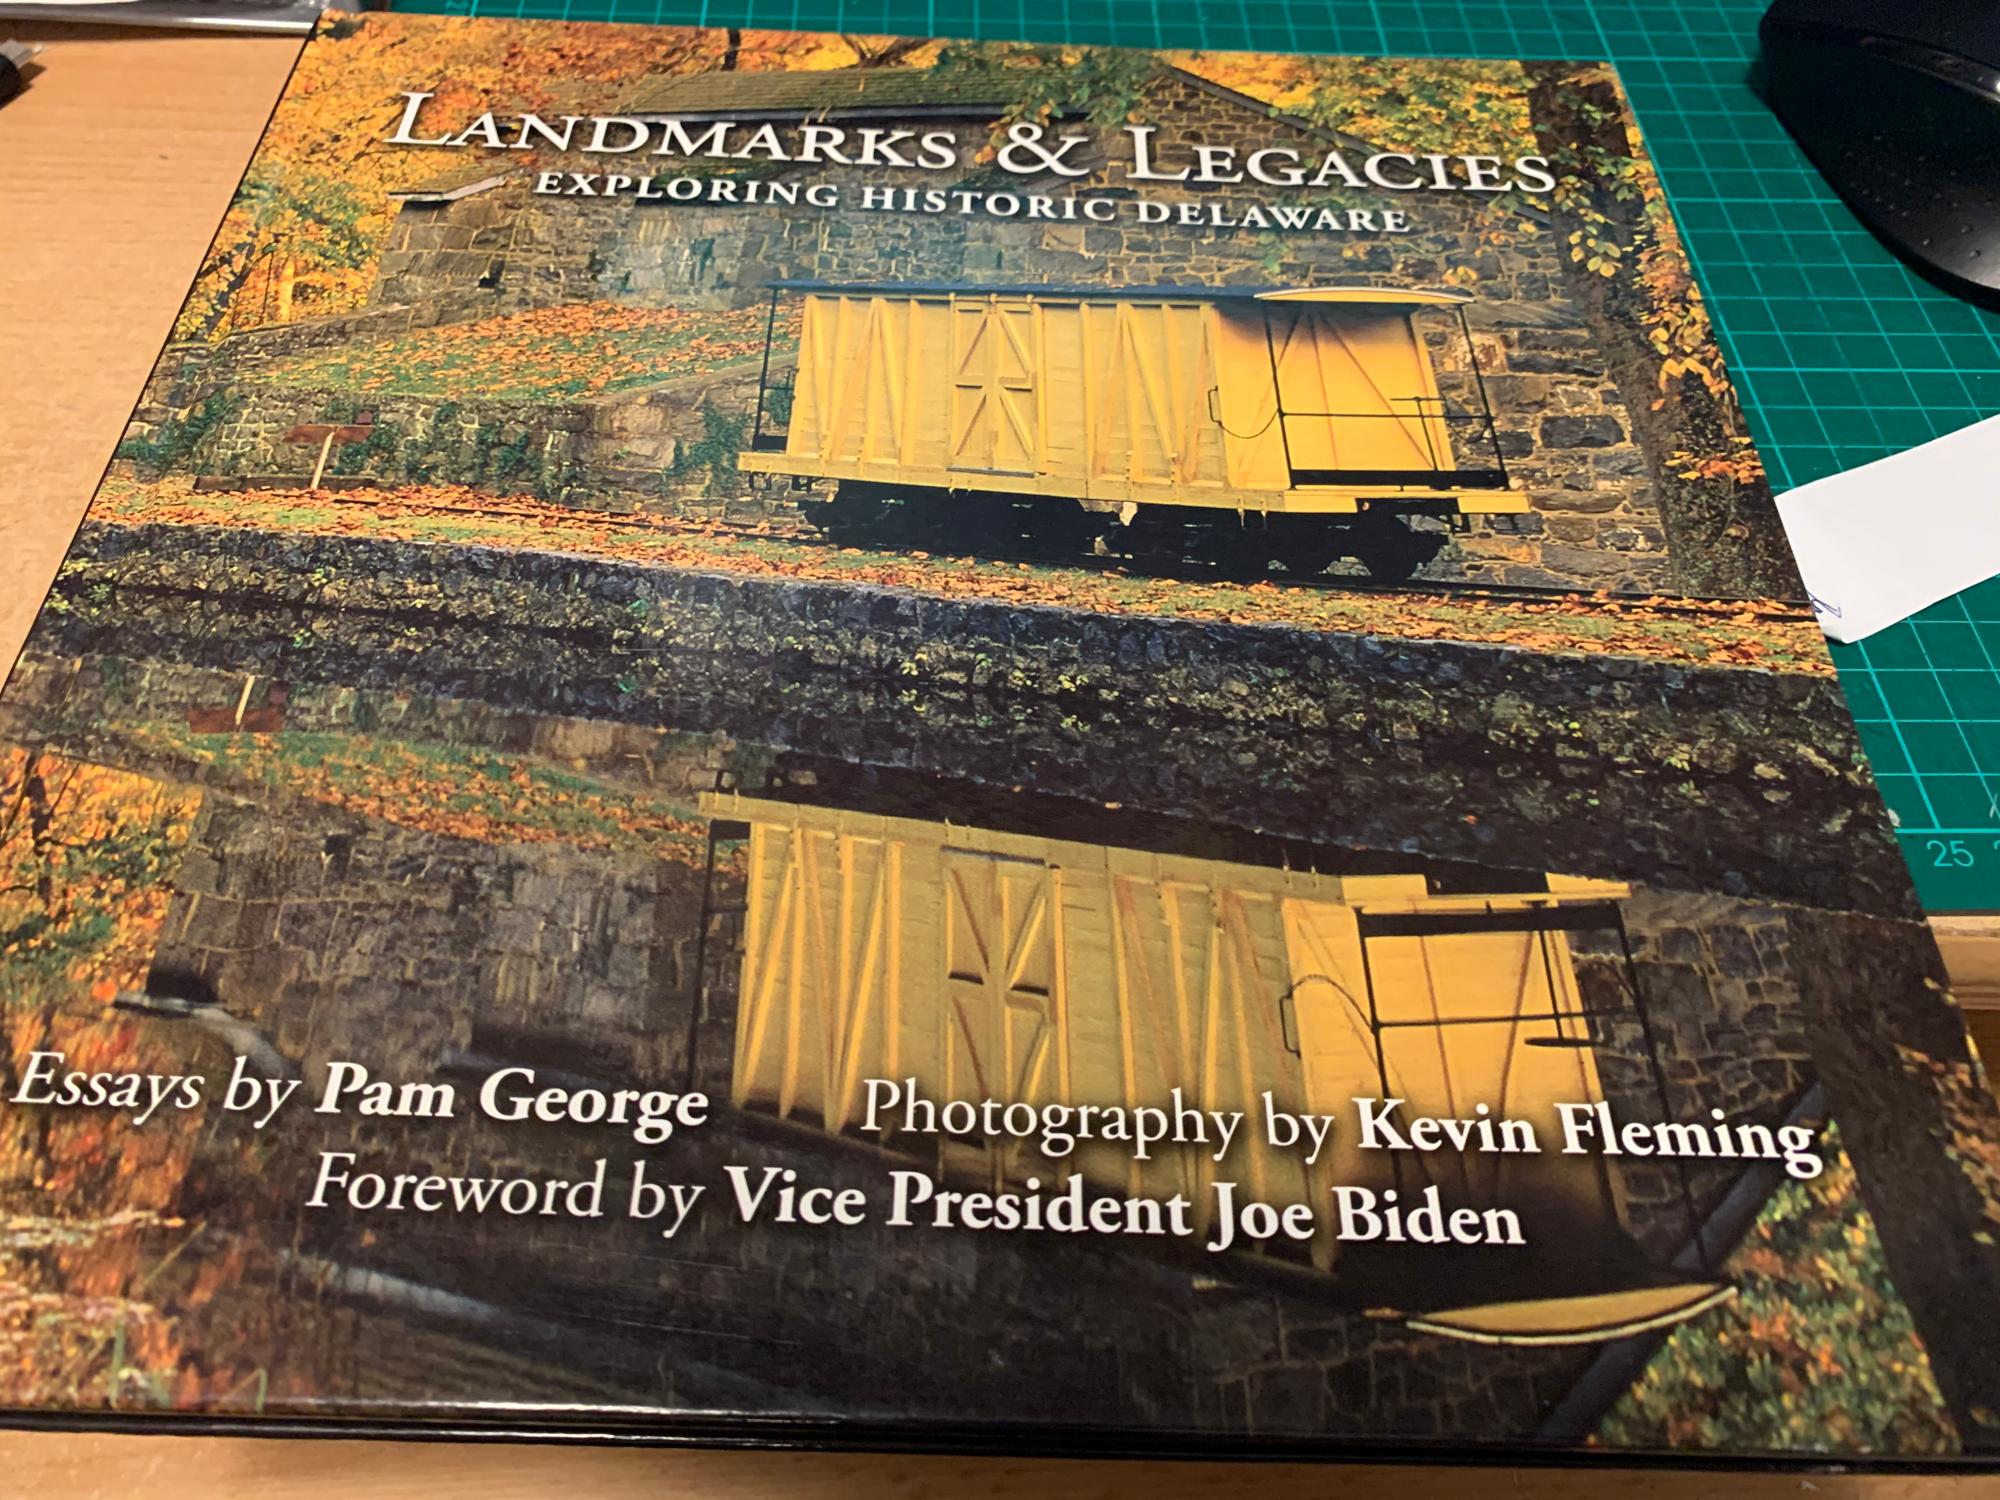 LANDMARKS & LEGACIES
EXPLORING HISTORIC DELAWARE
Essays by Pam George Photography by Kevin Fleming
Foreword by Vice President Joe Biden
25